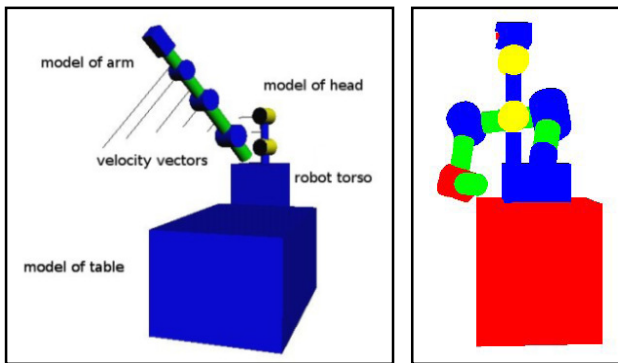 model of arm
model of head
velocity vectors
robot torso
model of table